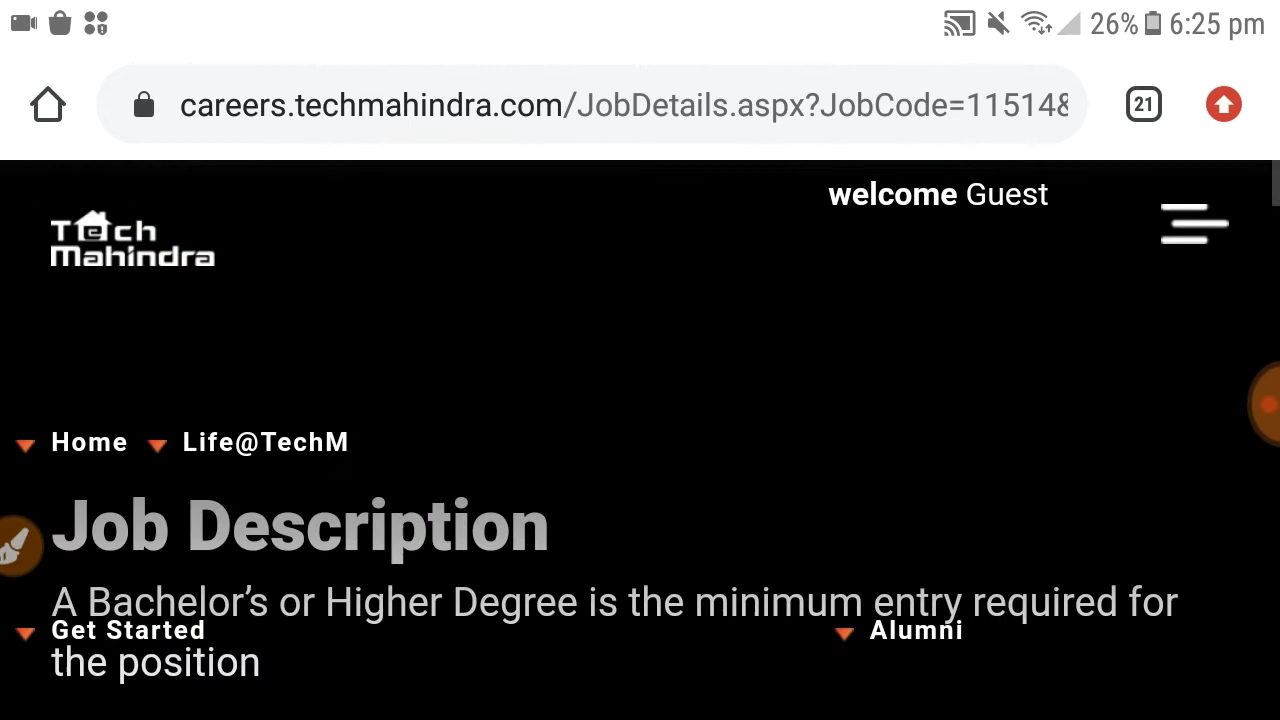 26% 6:25 pm
careers.techmahindra.com/JobDetails.aspx?JobCode=11514&
21
welcome Guest
Tech
Mahindra
Home Life@TechM
Job Description
A Bachelor’s or Higher Degree is the minimum entry required for
Get Started Alumni
the position